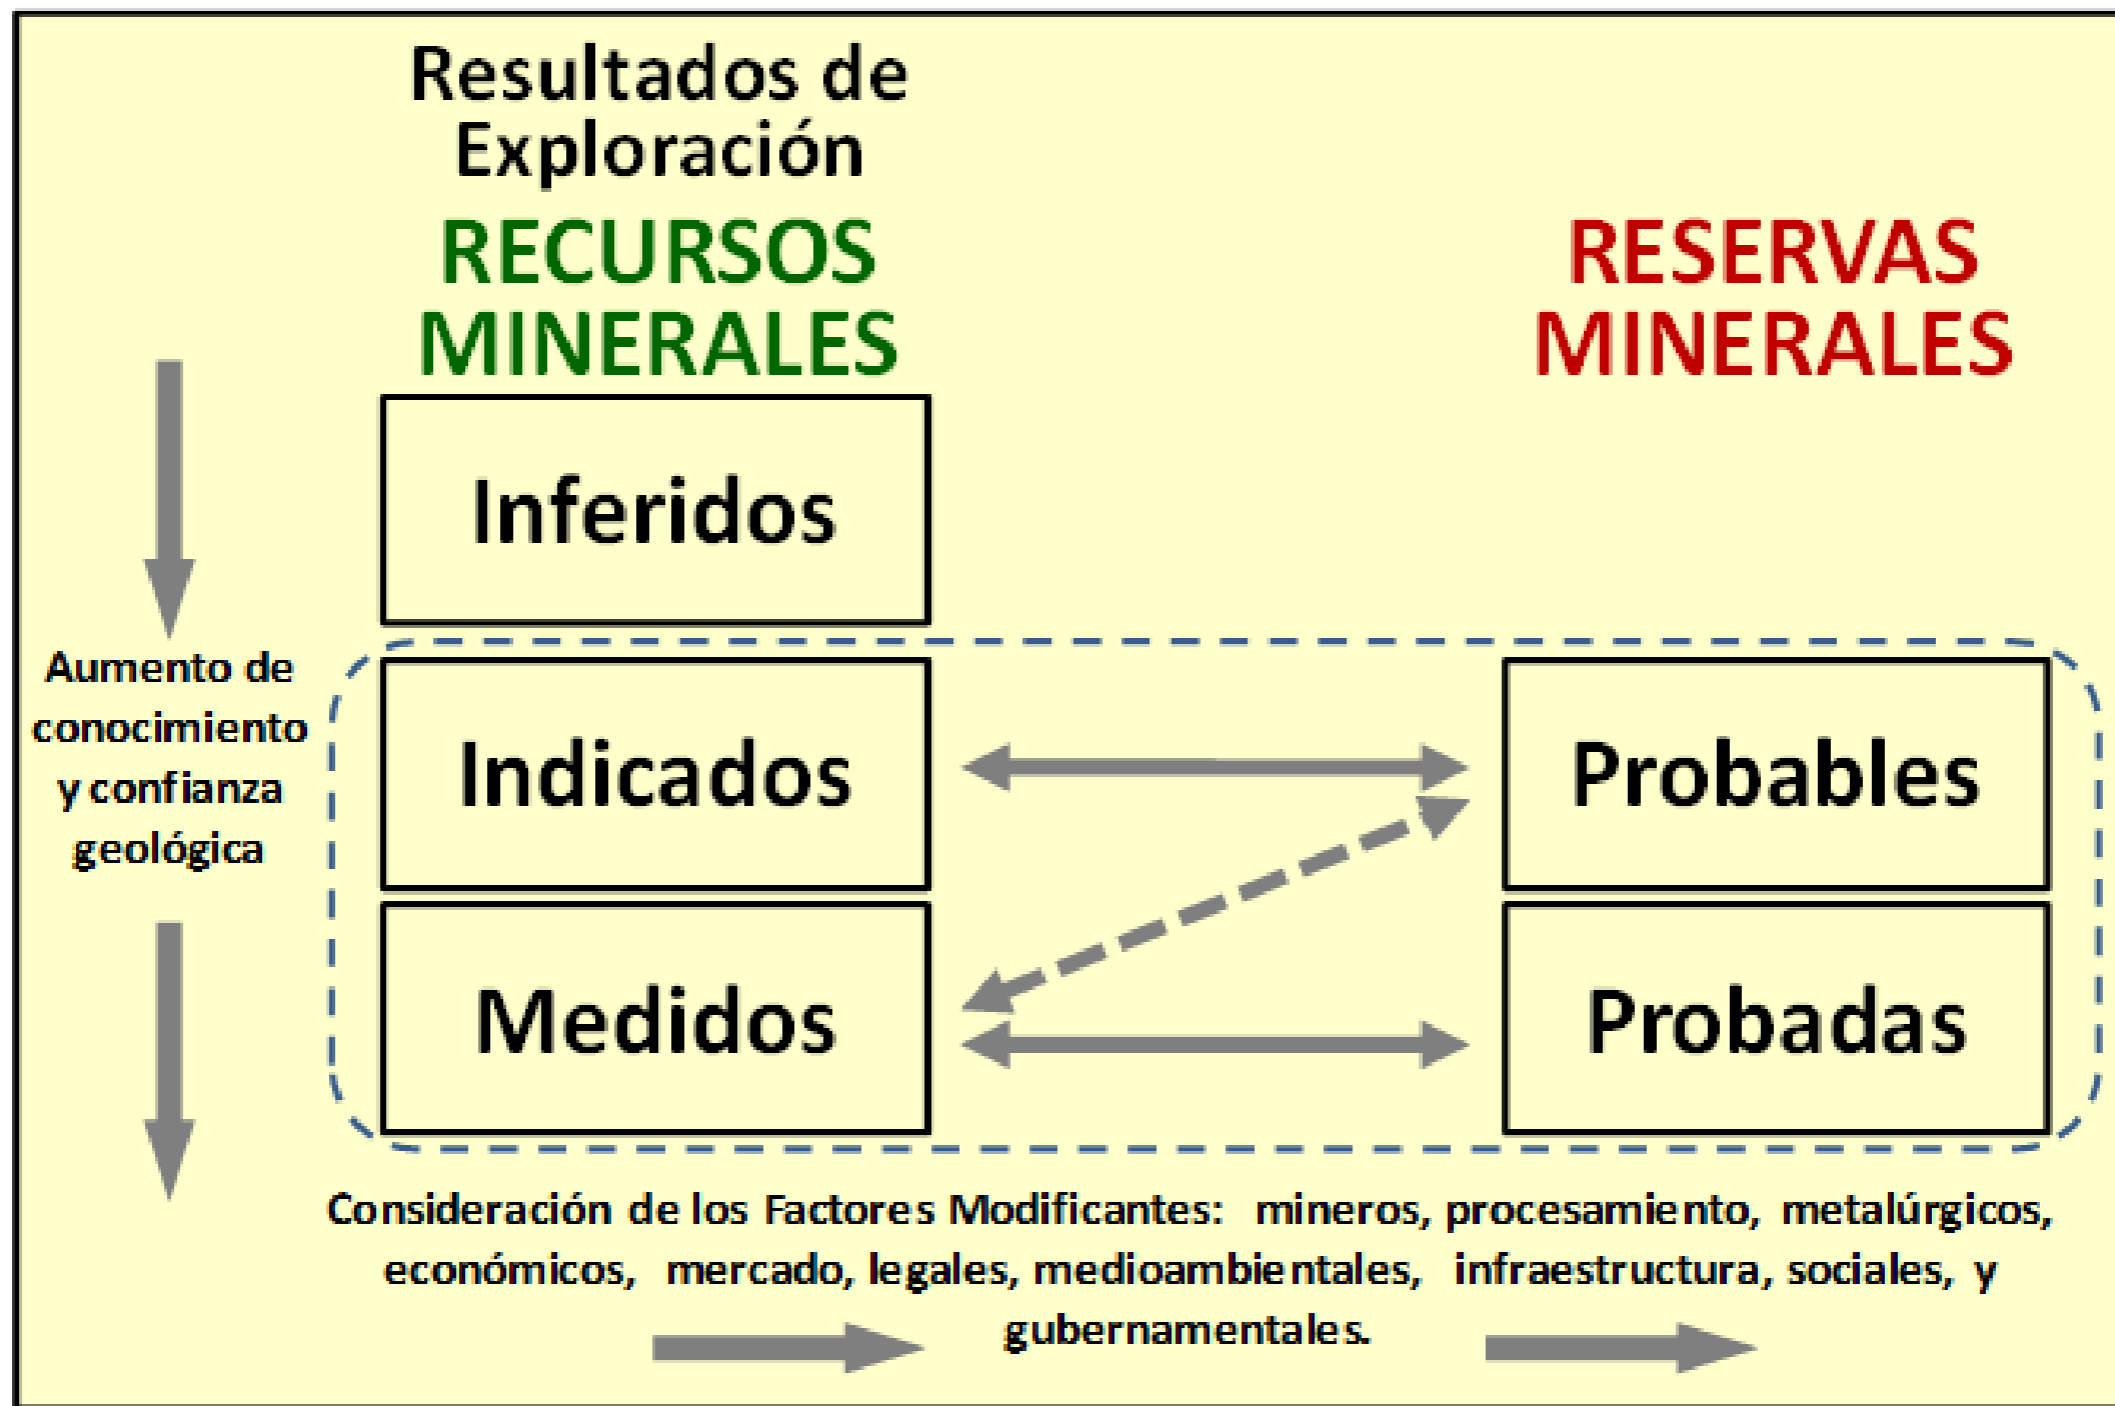 Resultados de
Exploración
RECURSOS
MINERALES
RESERVAS
MINERALES
Inferidos
Aumento de
conocimiento
y confianza
geológica
Indicados
Probables
Medidos
Probadas
Consideración de los Factores Modificantes: mineros, procesamiento, metalúrgicos,
económicos, mercado, legales, medioambientales, infraestructura, sociales, y
gubernamentales.